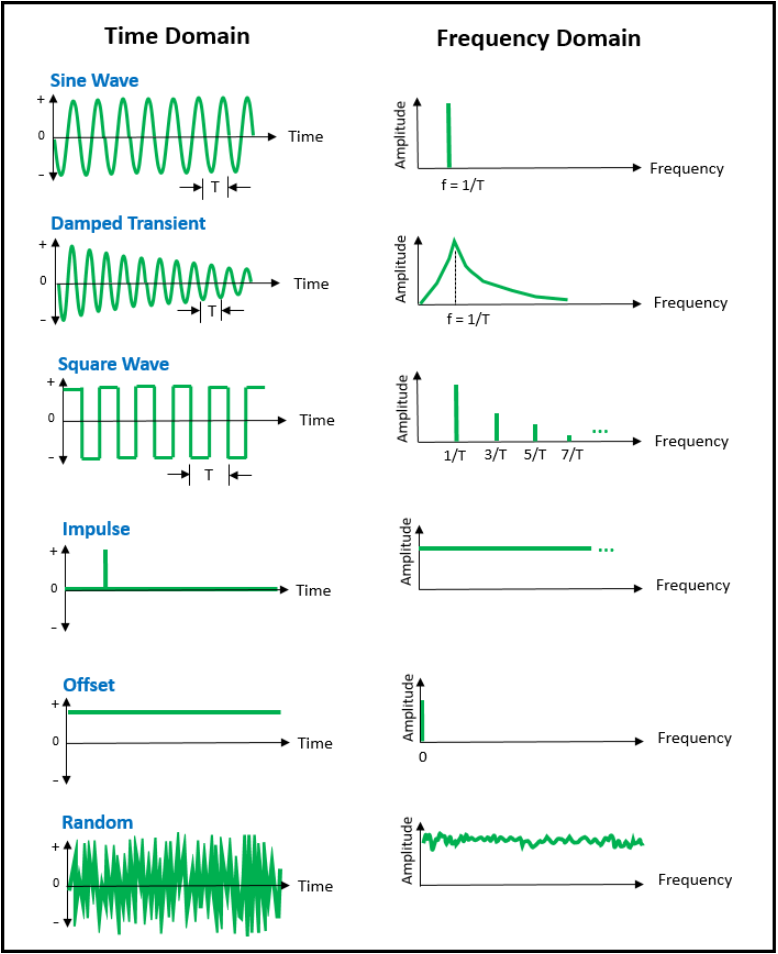 Time Domain
Frequency Domain
Sine Wave
+
0
–
Time
T
Amplitude
Frequency
f = 1/T
Damped Transient
+
0
–
Time
T
Amplitude
Frequency
f = 1/T
Square Wave
+
0
–
Time
T
Amplitude
...
Frequency
1/T 3/T 5/T 7/T
Impulse
+
0
–
Time
Amplitude
...
Frequency
Offset
+
0
–
Time
Amplitude
Frequency
0
Random
+
0
–
Time
Amplitude
Frequency